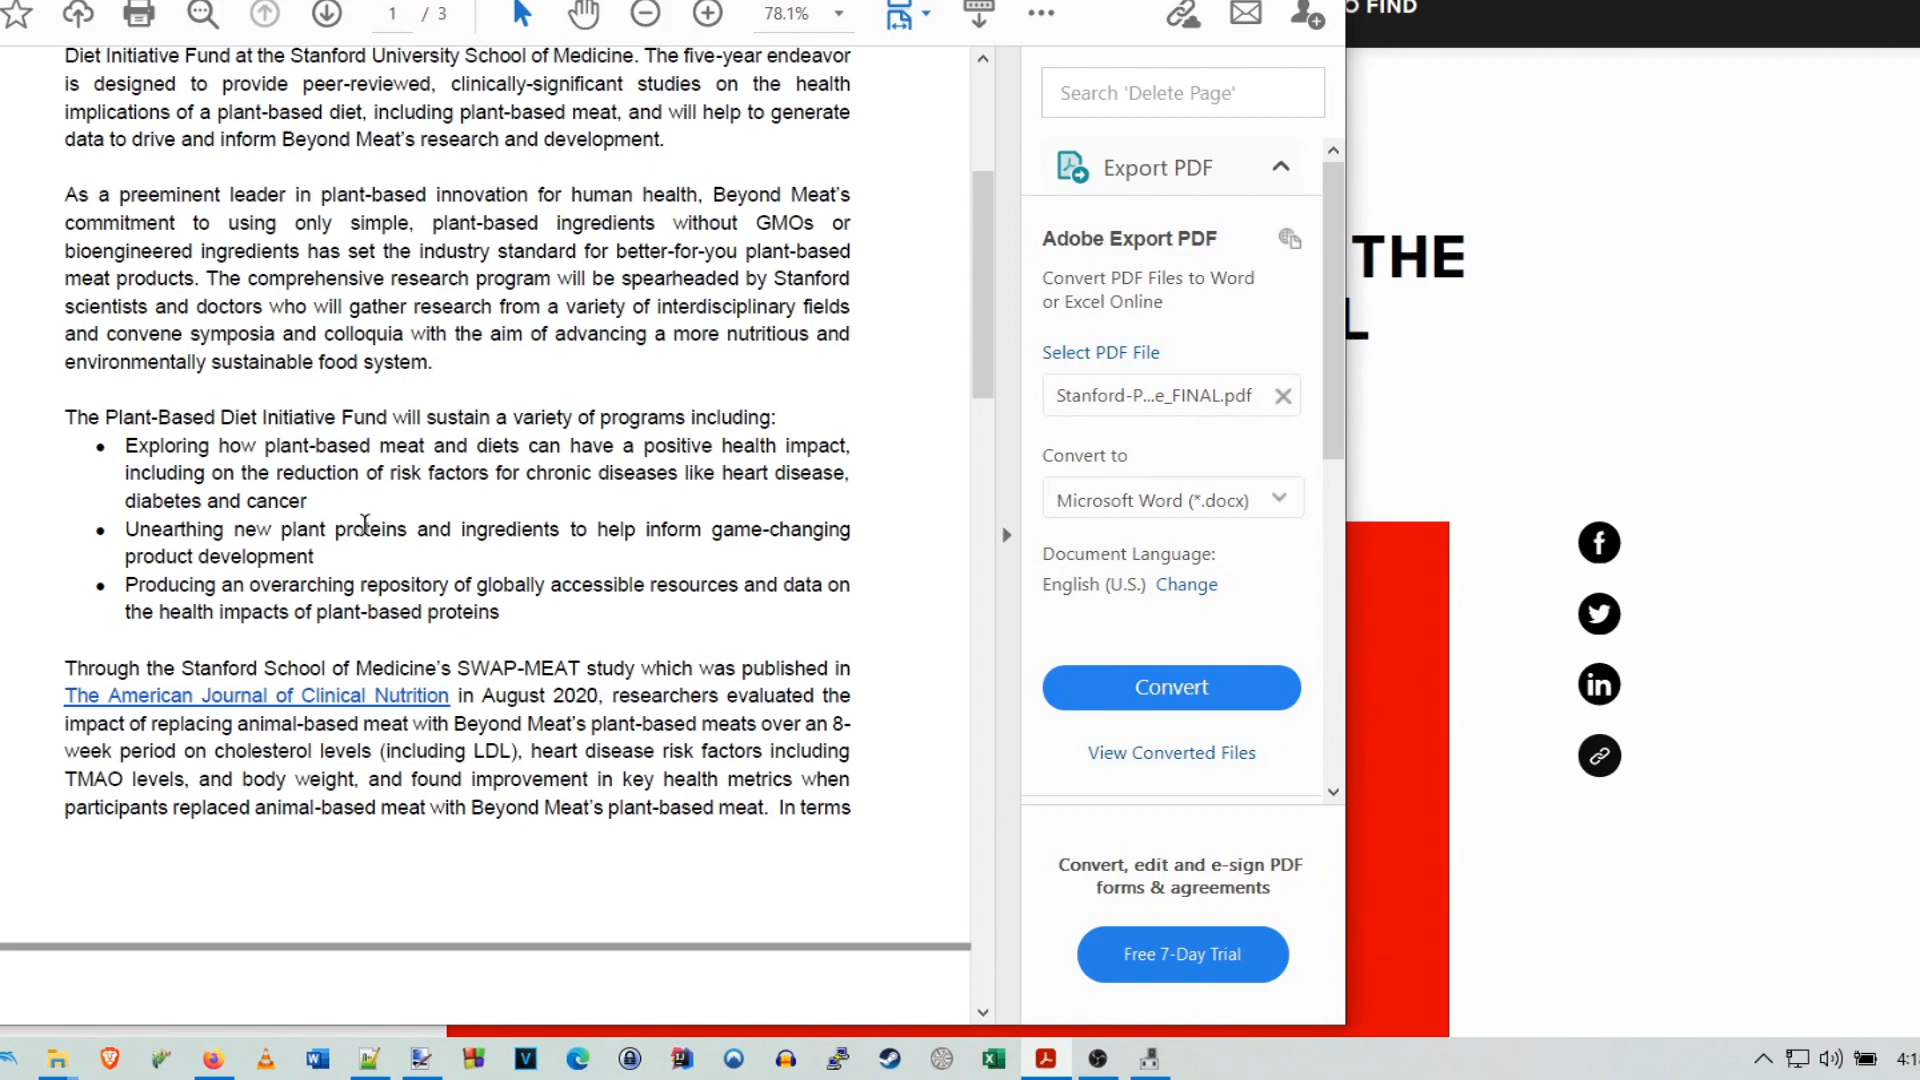 1 / 3
78.1%
O FIND
Diet Initiative Fund at the Stanford University School of Medicine. The five-year endeavor
is designed to provide peer-reviewed, clinically-significant studies on the health
implications of a plant-based diet, including plant-based meat, and will help to generate
data to drive and inform Beyond Meat's research and development.
As a preeminent leader in plant-based innovation for human health, Beyond Meat's
commitment to using only simple, plant-based ingredients without GMOs or
bioengineered ingredients has set the industry standard for better-for-you plant-based
meat products. The comprehensive research program will be spearheaded by Stanford
scientists and doctors who will gather research from a variety of interdisciplinary fields
and convene symposia and colloquia with the aim of advancing a more nutritious and
environmentally sustainable food system.
The Plant-Based Diet Initiative Fund will sustain a variety of programs including:
• Exploring how plant-based meat and diets can have a positive health impact,
including on the reduction of risk factors for chronic diseases like heart disease,
diabetes and cancer
• Unearthing new plant proteins and ingredients to help inform game-changing
product development
• Producing an overarching repository of globally accessible resources and data on
the health impacts of plant-based proteins
Through the Stanford School of Medicine's SWAP-MEAT study which was published in
The American Journal of Clinical Nutrition in August 2020, researchers evaluated the
impact of replacing animal-based meat with Beyond Meat's plant-based meats over an 8-
week period on cholesterol levels (including LDL), heart disease risk factors including
TMAO levels, and body weight, and found improvement in key health metrics when
participants replaced animal-based meat with Beyond Meat's plant-based meat. In terms
Search 'Delete Page'
Export PDF
Adobe Export PDF
Convert PDF Files to Word
or Excel Online
Select PDF File
Stanford-P...e_FINAL.pdf
Convert to
Microsoft Word (*.docx)
Document Language:
English (U.S.) Change
Convert
View Converted Files
Convert, edit and e-sign PDF
forms & agreements
Free 7-Day Trial
THE
L
4:1